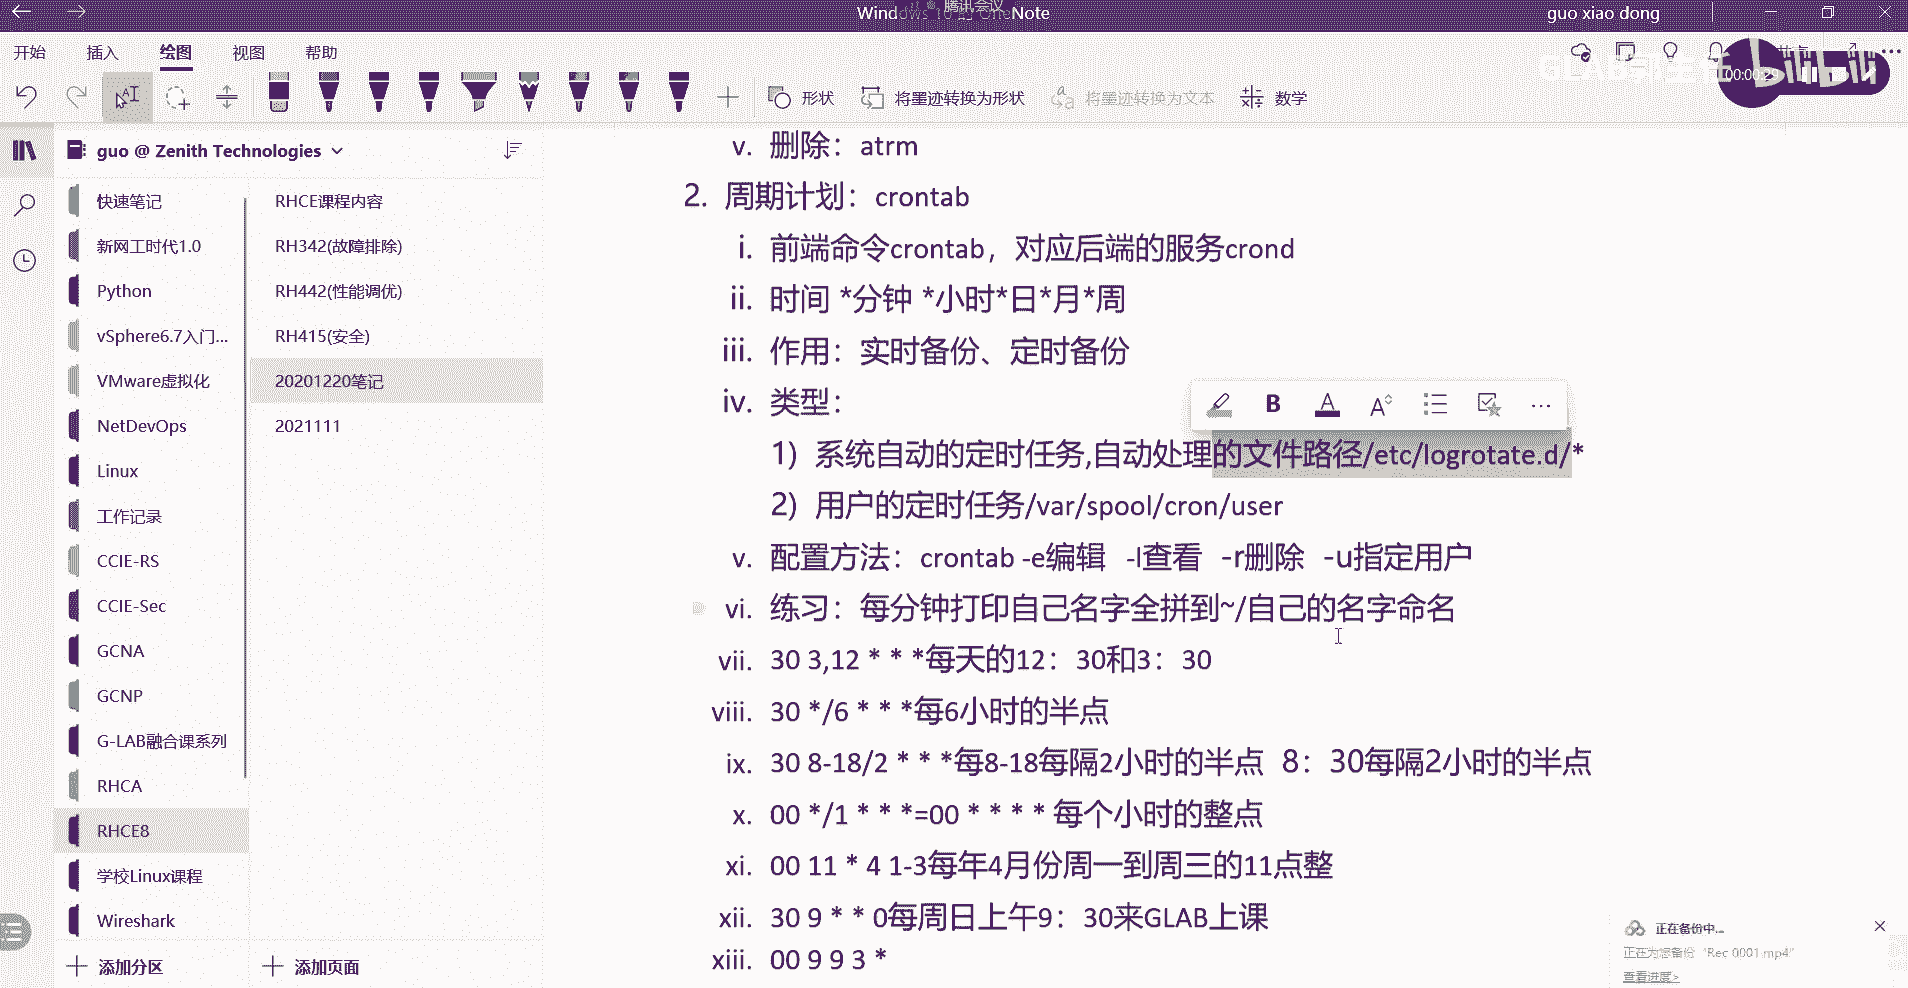 Windows 10 OneNote
腾讯会议
guo xiao dong
开始 插入 绘图 视图 帮助
00:00:29
bilibili
形状 将墨迹转换为形状 将墨迹转换为文本 数学
guo @ Zenith Technologies
快速笔记
新网工时代1.0
Python
vSphere6.7入门...
VMware虚拟化
NetDevOps
Linux
工作记录
CCIE-RS
CCIE-Sec
GCNA
GCNP
G-LAB融合课系列
RHCA
RHCE8
学校Linux课程
Wireshark
添加分区
RHCE课程内容
RH342(故障排除)
RH442(性能调优)
RH415(安全)
20201220笔记
2021111
添加页面
v. 删除：atrm
2. 周期计划：crontab
i. 前端命令crontab，对应后端的服务crond
ii. 时间 *分钟 *小时*日*月*周
iii. 作用：实时备份、定时备份
iv. 类型：
1) 系统自动的定时任务,自动处理的文件路径/etc/logrotate.d/*
2) 用户的定时任务/var/spool/cron/user
v. 配置方法：crontab -e编辑 -l查看 -r删除 -u指定用户
vi. 练习：每分钟打印自己名字全拼到~/自己的名字命名
vii. 30 3,12 * * *每天的12：30和3：30
viii. 30 */6 * * *每6小时的半点
ix. 30 8-18/2 * * *每8-18每隔2小时的半点 8：30每隔2小时的半点
x. 00 */1 * * *=00 * * * * 每个小时的整点
xi. 00 11 * 4 1-3每年4月份周一到周三的11点整
xii. 30 9 * * 0每周日上午9：30来GLAB上课
xiii. 00 9 9 3 *
正在备份中...
正在为您备份 "Rec 0001.mp4"
查看进度>